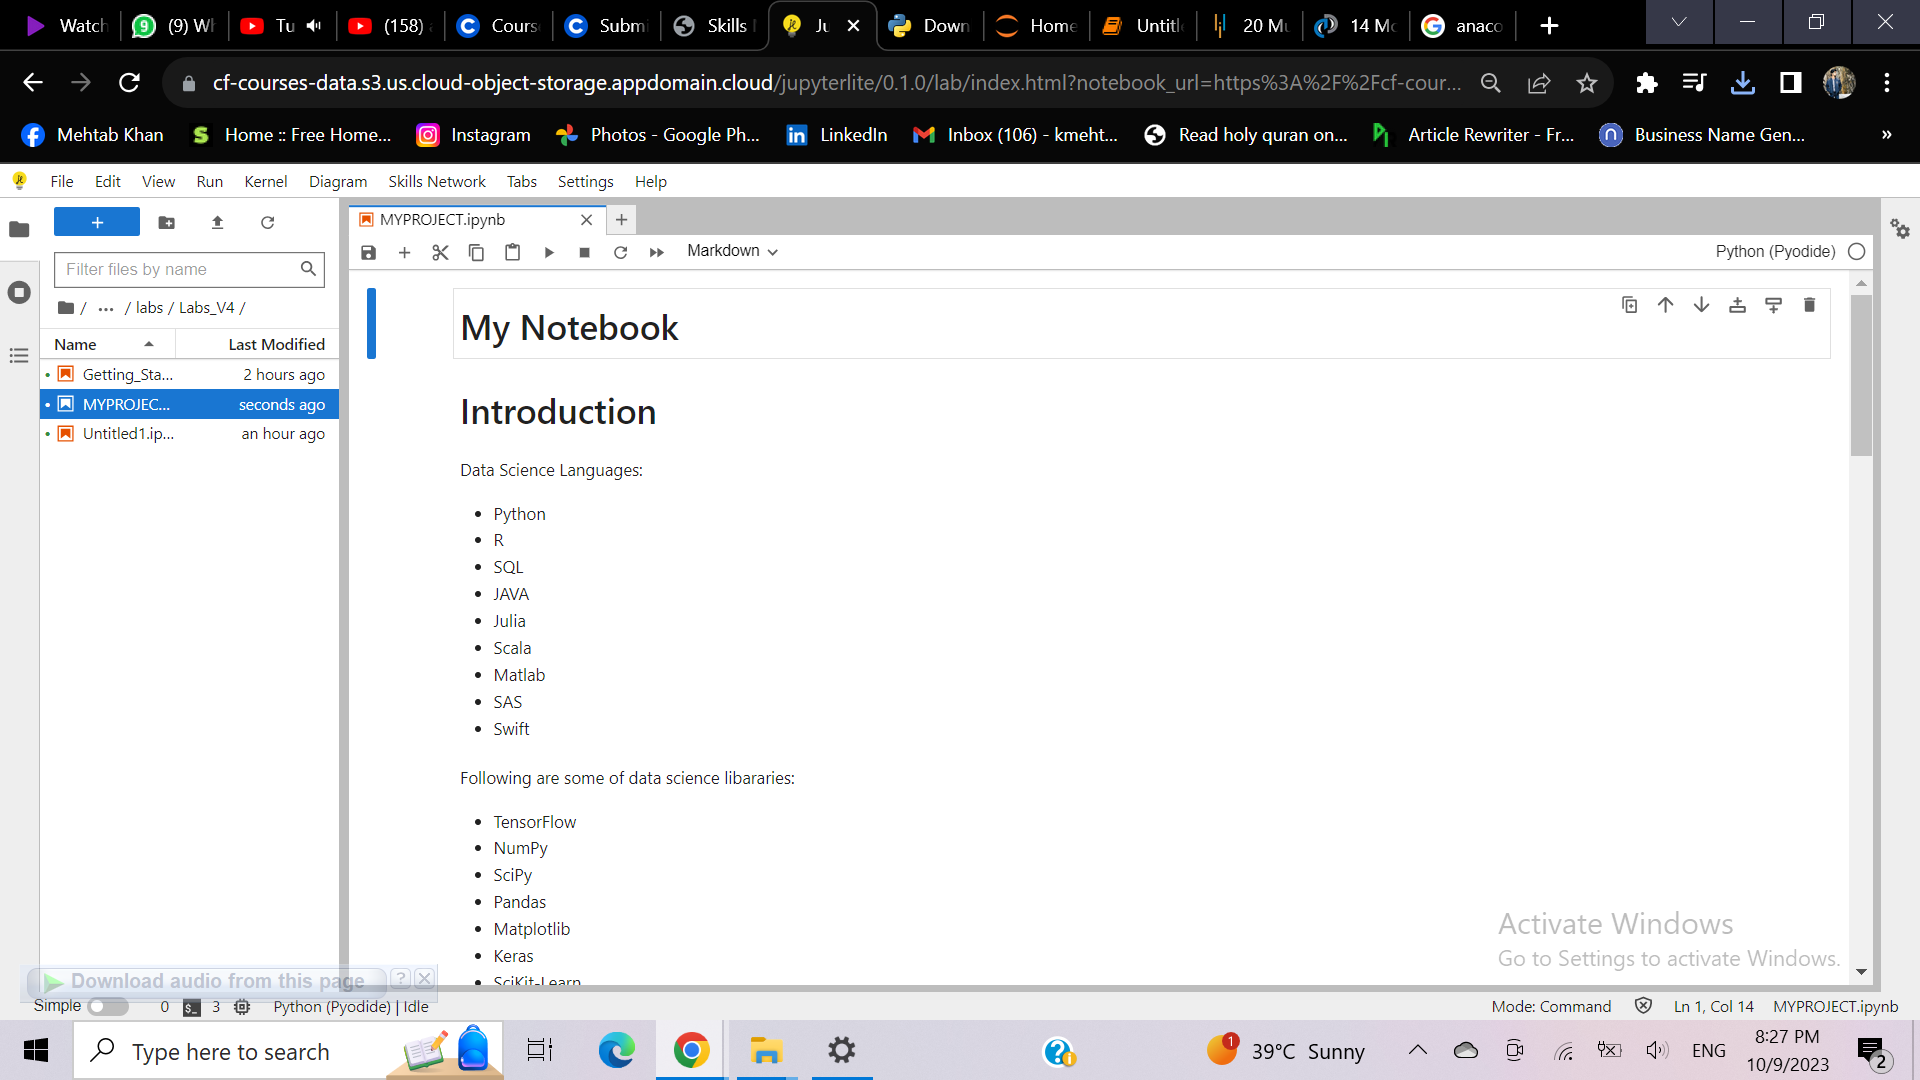 Watch (9) Wh Tu (158) Cours Submi Skills Ju Down Home Untitl 20 Mu 14 Mo anaco
cf-courses-data.s3.us.cloud-object-storage.appdomain.cloud/jupyterlite/0.1.0/lab/index.html?notebook_url=https%3A%2F%2Fcf-cour...
Mehtab Khan Home :: Free Home... Instagram Photos - Google Ph... LinkedIn Inbox (106) - kmeht... Read holy quran on... Article Rewriter - Fr... Business Name Gen... »
File Edit View Run Kernel Diagram Skills Network Tabs Settings Help
MYPROJECT.ipynb
Markdown
Python (Pyodide)
Filter files by name
/ ... / labs / Labs_V4 /
Name Last Modified
Getting_Sta... 2 hours ago
MYPROJEC... seconds ago
Untitled1.ip... an hour ago
My Notebook
Introduction
Data Science Languages:
Python
R
SQL
JAVA
Julia
Scala
Matlab
SAS
Swift
Following are some of data science libararies:
TensorFlow
NumPy
SciPy
Pandas
Matplotlib
Keras
SciKit-Learn
Activate Windows
Go to Settings to activate Windows.
Download audio from this page ?
Simple 0 3 Python (Pyodide) | Idle
Mode: Command Ln 1, Col 14 MYPROJECT.ipynb
Type here to search
1 39°C Sunny ENG 8:27 PM
10/9/2023 2